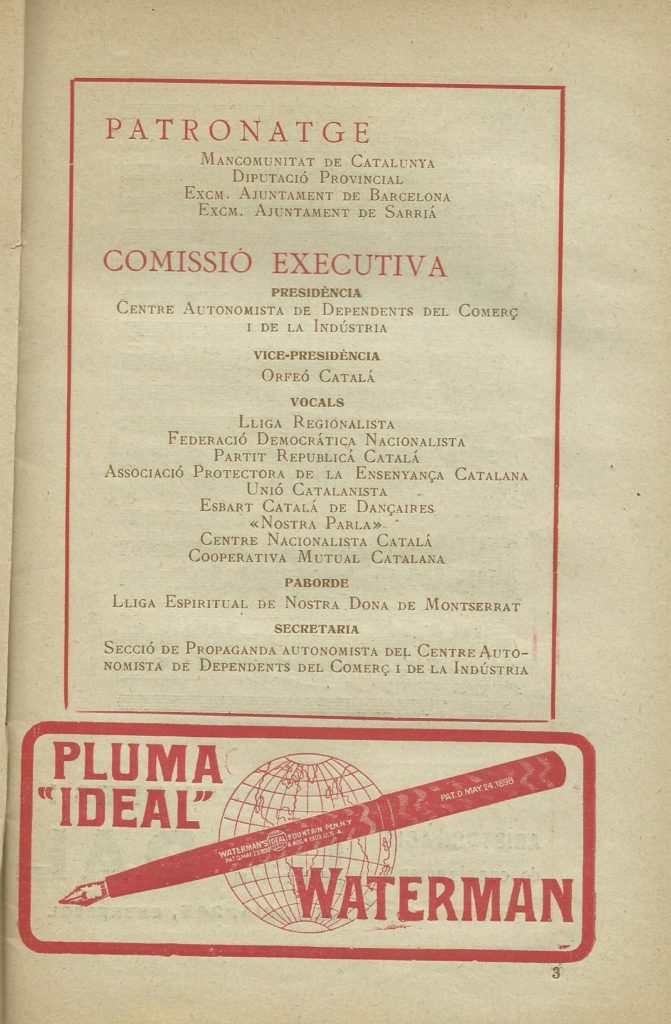 PATRONATGE
Mancomunitat de Catalunya
Diputació Provincial
Excm. Ajuntament de Barcelona
Excm. Ajuntament de Sarriá
COMISSIÓ EXECUTIVA
PRESIDÈNCIA
Centre Autonomista de Dependents del Comerç
i de la Indústria
VICE-PRESIDÈNCIA
Orfeó Catalá
VOCALS
Lliga Regionalista
Federació Democrática Nacionalista
Partit Republicá Catalá
Associació Protectora de la Ensenyança Catalana
Unió Catalanista
Esbart Catalá de Dançaires
«Nostra Parla»
Centre Nacionalista Catalá
Cooperativa Mutual Catalana
PABORDE
Lliga Espiritual de Nostra Dona de Montserrat
SECRETARIA
Secció de Propaganda autonomista del Centre Auto-
nomista de Dependents del Comerç i de la Indústria
PLUMA
"IDEAL"
PAT.D. MAY.24.1898
WATERMAN'S IDEAL FOUNTAIN PEN, N.Y.
4 1903 U.S.A.
WATERMAN
3